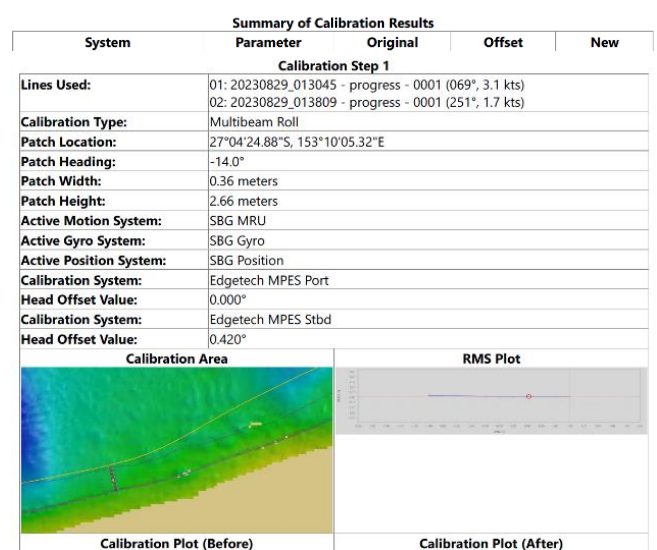 Summary of Calibration Results
System Parameter Original Offset New
Calibration Step 1
Lines Used: 01: 20230829_013045 - progress - 0001 (069°, 3.1 kts)
02: 20230829_013809 - progress - 0001 (251°, 1.7 kts)
Calibration Type: Multibeam Roll
Patch Location: 27°04'24.88"S, 153°10'05.32"E
Patch Heading: -14.0°
Patch Width: 0.36 meters
Patch Height: 2.66 meters
Active Motion System: SBG MRU
Active Gyro System: SBG Gyro
Active Position System: SBG Position
Calibration System: Edgetech MPES Port
Head Offset Value: 0.000°
Calibration System: Edgetech MPES Stbd
Head Offset Value: 0.420°
Calibration Area RMS Plot
Calibration Plot (Before) Calibration Plot (After)